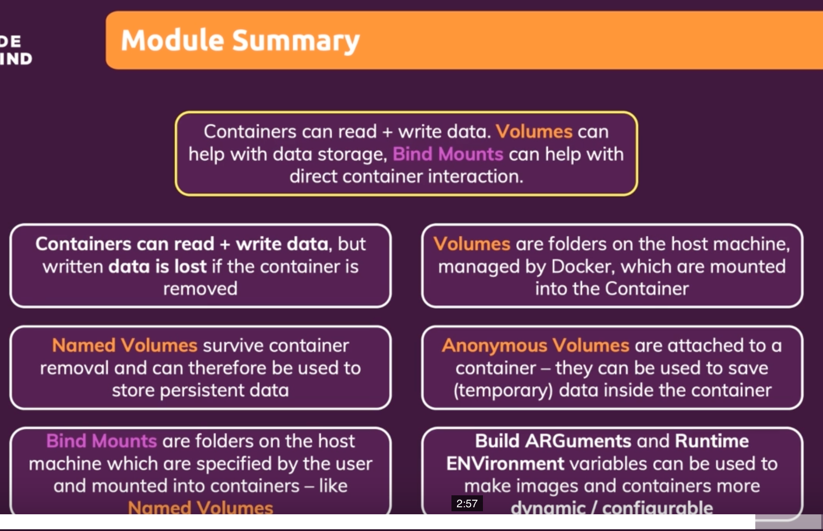 DE
IND
Module Summary
Containers can read + write data. Volumes can
help with data storage, Bind Mounts can help with
direct container interaction.
Containers can read + write data, but
written data is lost if the container is
removed
Volumes are folders on the host machine,
managed by Docker, which are mounted
into the Container
Named Volumes survive container
removal and can therefore be used to
store persistent data
Anonymous Volumes are attached to a
container – they can be used to save
(temporary) data inside the container
Bind Mounts are folders on the host
machine which are specified by the user
and mounted into containers – like
Named Volumes
Build ARGuments and Runtime
ENVironment variables can be used to
make images and containers more
dynamic / configurable
2:57